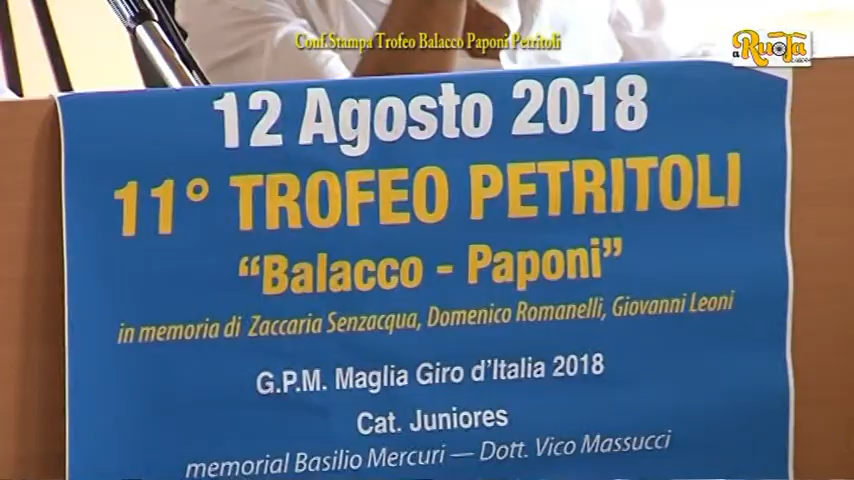 Conf.Stampa Trofeo Balacco Paponi Petritoli
a RuoTa
12 Agosto 2018
11° TROFEO PETRITOLI
“Balacco - Paponi”
in memoria di Zaccaria Senzacqua, Domenico Romanelli, Giovanni Leoni
G.P.M. Maglia Giro d’Italia 2018
Cat. Juniores
memorial Basilio Mercuri — Dott. Vico Massucci